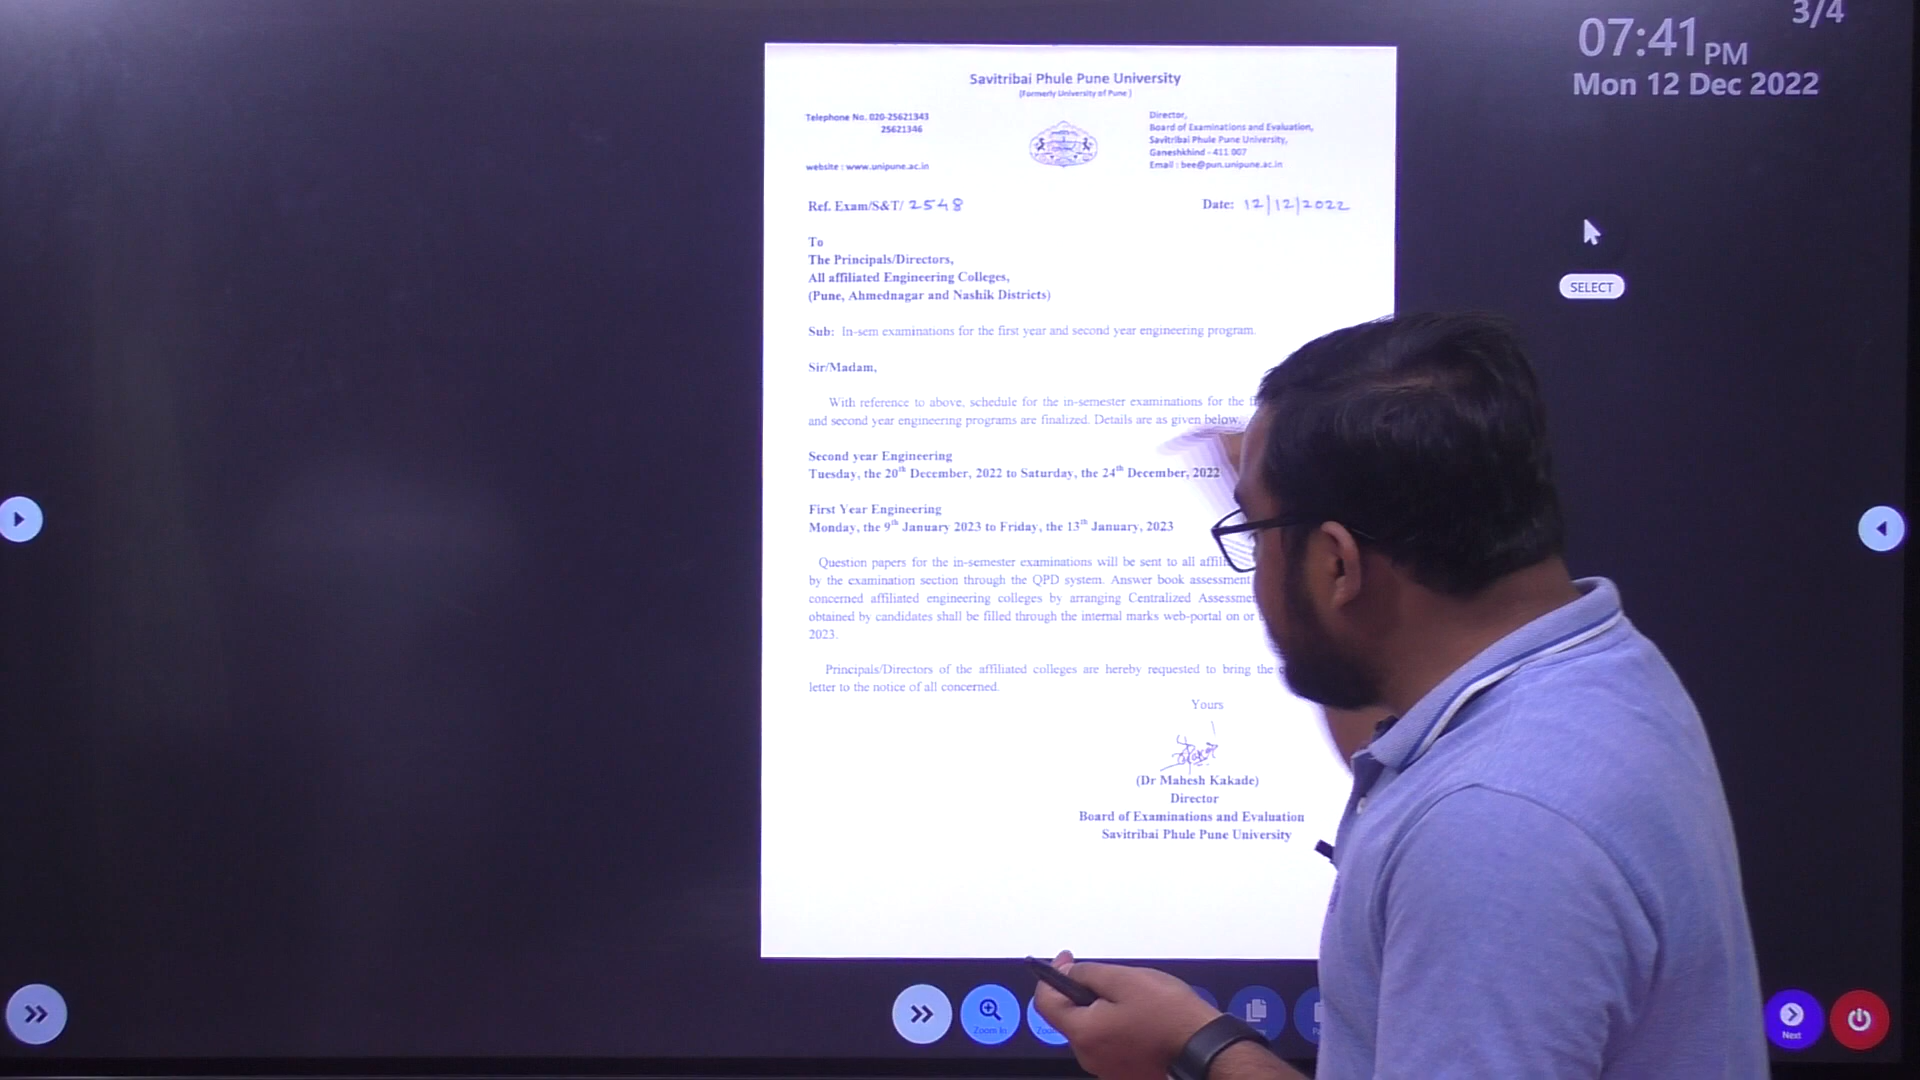 3/4
07:41 PM
Mon 12 Dec 2022
Savitribai Phule Pune University
(Formerly University of Pune)
Telephone No. 020-25621343
25621346
website : www.unipune.ac.in
Director,
Board of Examinations and Evaluation,
Savitribai Phule Pune University,
Ganeshkhind - 411 007
Email : bee@pun.unipune.ac.in
Ref. Exam/S&T/ 2548
Date: 12/12/2022
To
The Principals/Directors,
All affiliated Engineering Colleges,
(Pune, Ahmednagar and Nashik Districts)
Sub: In-sem examinations for the first year and second year engineering program.
Sir/Madam,
With reference to above, schedule for the in-semester examinations for the
and second year engineering programs are finalized. Details are as given below.
Second year Engineering
Tuesday, the 20th December, 2022 to Saturday, the 24th December, 2022
First Year Engineering
Monday, the 9th January 2023 to Friday, the 13th January, 2023
Question papers for the in-semester examinations will be sent to all
by the examination section through the QPD system. Answer book assessment
concerned affiliated engineering colleges by arranging Centralized
obtained by candidates shall be filled through the internal marks web-portal on or
2023.
Principals/Directors of the affiliated colleges are hereby requested to bring the
letter to the notice of all concerned.
Yours
(Dr Mahesh Kakade)
Director
Board of Examinations and Evaluation
Savitribai Phule Pune University
SELECT
Zoom In
Next